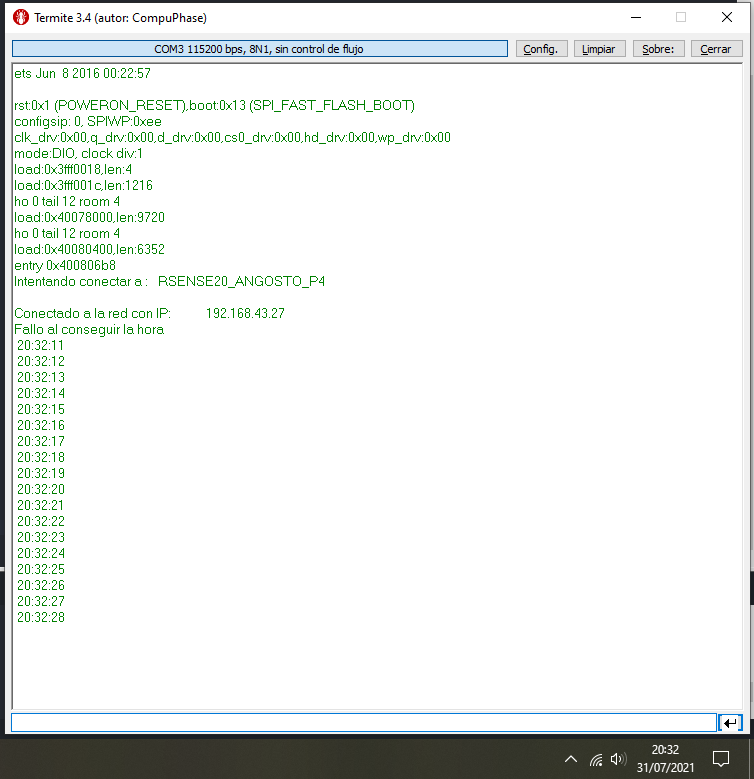 Termite 3.4 (autor: CompuPhase)
COM3 115200 bps, 8N1, sin control de flujo
Config.
Limpiar
Sobre:
Cerrar
ets Jun  8 2016 00:22:57
rst:0x1 (POWERON_RESET),boot:0x13 (SPI_FAST_FLASH_BOOT)
configsip: 0, SPIWP:0xee
clk_drv:0x00,q_drv:0x00,d_drv:0x00,cs0_drv:0x00,hd_drv:0x00,wp_drv:0x00
mode:DIO, clock div:1
load:0x3fff0018,len:4
load:0x3fff001c,len:1216
ho 0 tail 12 room 4
load:0x40078000,len:9720
ho 0 tail 12 room 4
load:0x40080400,len:6352
entry 0x400806b8
Intentando conectar a :   RSENSE20_ANGOSTO_P4
Conectado a la red con IP:   192.168.43.27
Fallo al conseguir la hora
20:32:11
20:32:12
20:32:13
20:32:14
20:32:15
20:32:16
20:32:17
20:32:18
20:32:19
20:32:20
20:32:21
20:32:22
20:32:23
20:32:24
20:32:25
20:32:26
20:32:27
20:32:28
20:32
31/07/2021